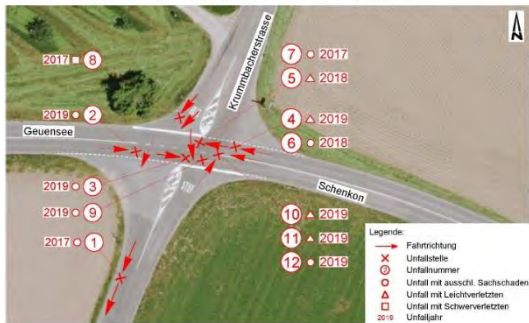 N
2017 8
7 2017
5 2018
Krummbacherstrasse
2019 2
4 2019
6 2018
Geuensee
Schenkon
2019 3
2019 9
2017 1
10 2019
11 2019
12 2019
Legende:
Fahrtrichtung
Unfallstelle
Unfallnummer
Unfall mit ausschl. Sachschaden
Unfall mit Leichtverletzten
Unfall mit Schwerverletzten
2019 Unfalljahr